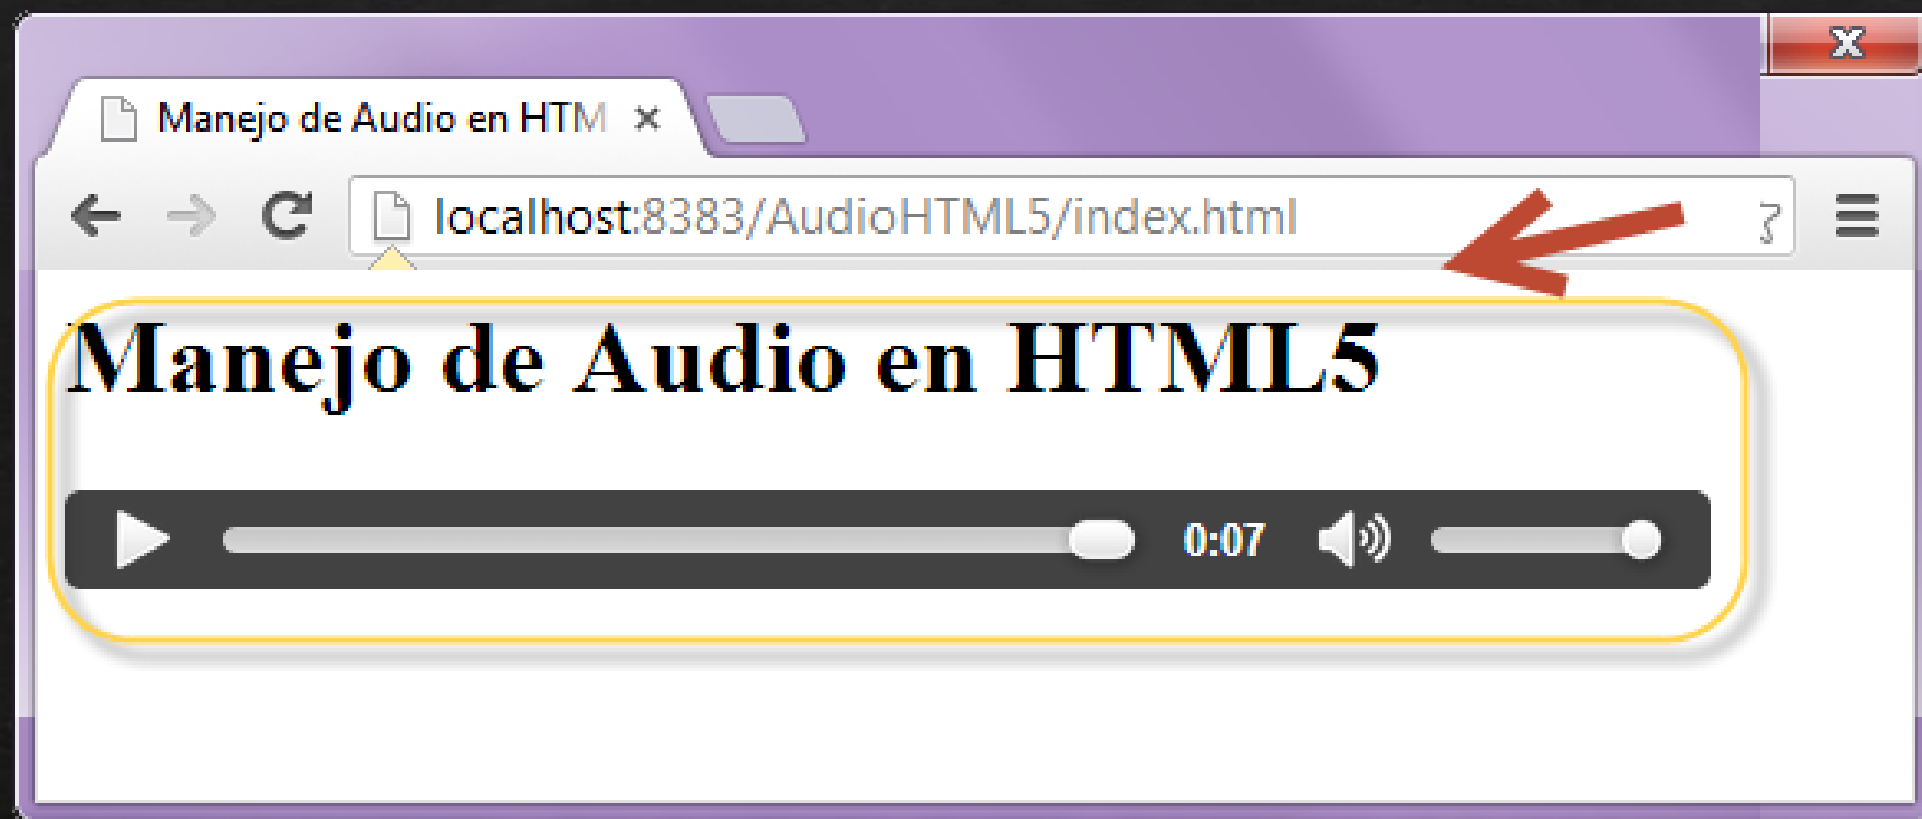 Manejo de Audio en HTM
localhost:8383/AudioHTML5/index.html
Manejo de Audio en HTML5
0:07